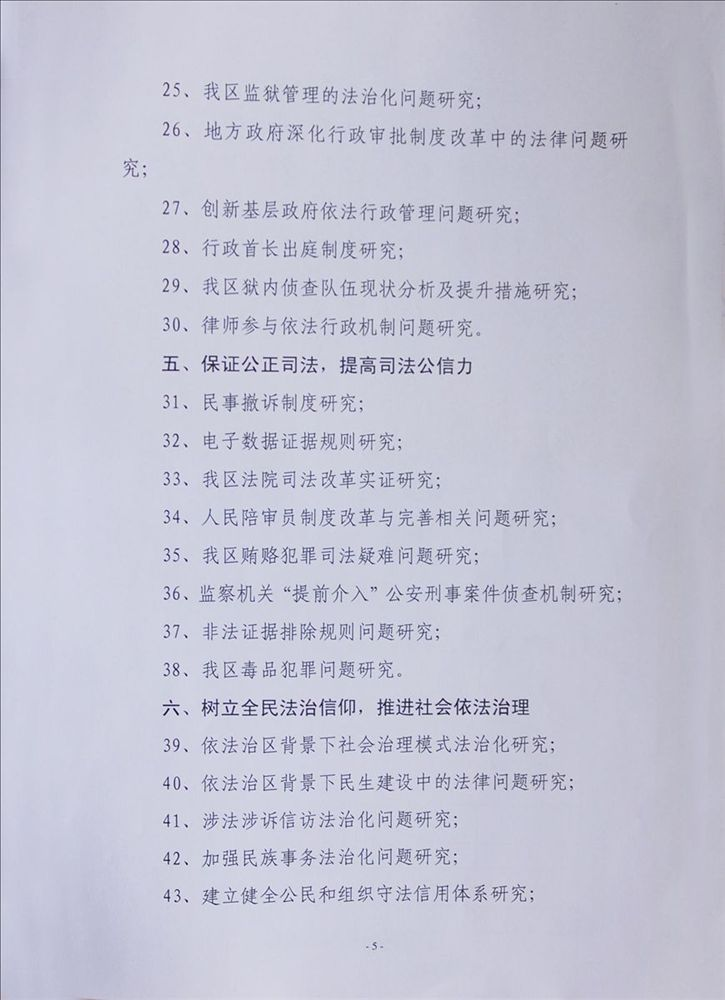 25、我区监狱管理的法治化问题研究；
26、地方政府深化行政审批制度改革中的法律问题研
究；
27、创新基层政府依法行政管理问题研究；
28、行政首长出庭制度研究；
29、我区狱内侦查队伍现状分析及提升措施研究；
30、律师参与依法行政机制问题研究。
五、保证公正司法，提高司法公信力
31、民事撤诉制度研究；
32、电子数据证据规则研究；
33、我区法院司法改革实证研究；
34、人民陪审员制度改革与完善相关问题研究；
35、我区贿赂犯罪司法疑难问题研究；
36、监察机关“提前介入”公安刑事案件侦查机制研究；
37、非法证据排除规则问题研究；
38、我区毒品犯罪问题研究。
六、树立全民法治信仰，推进社会依法治理
39、依法治区背景下社会治理模式法治化研究；
40、依法治区背景下民生建设中的法律问题研究；
41、涉法涉诉信访法治化问题研究；
42、加强民族事务法治化问题研究；
43、建立健全公民和组织守法信用体系研究；
- 5 -